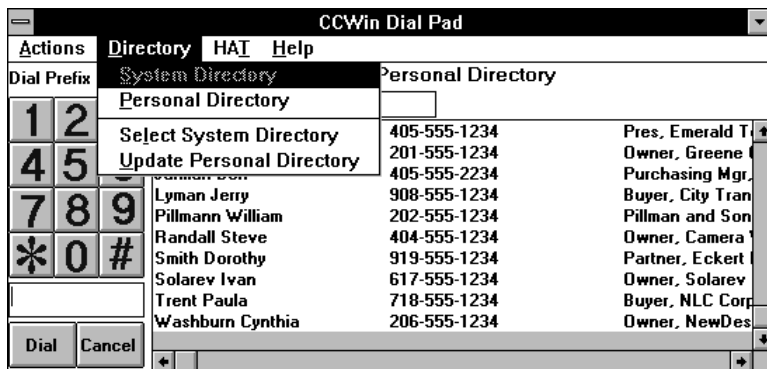 CCWin Dial Pad
Actions Directory HAT Help
Dial Prefix
System Directory
Personal Directory
Select System Directory
Update Personal Directory
Personal Directory
1 2
4 5
7 8 9
* 0 #
Dial Cancel
405-555-1234 Pres, Emerald
201-555-1234 Owner, Greene
405-555-2234 Purchasing Mgr,
Lyman Jerry 908-555-1234 Buyer, City Tran
Pillmann William 202-555-1234 Pillman and Son
Randall Steve 404-555-1234 Owner, Camera
Smith Dorothy 919-555-1234 Partner, Eckert
Solarev Ivan 617-555-1234 Owner, Solarev
Trent Paula 718-555-1234 Buyer, NLC Corp
Washburn Cynthia 206-555-1234 Owner, NewDes